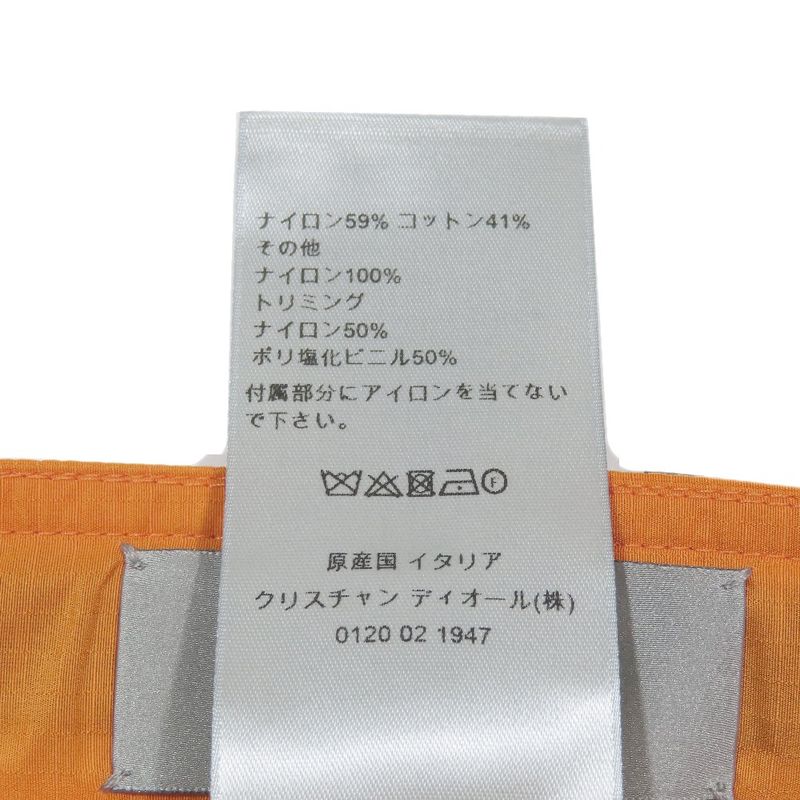 ナイロン59% コットン41%
その他
ナイロン100%
トリミング
ナイロン50%
ポリ塩化ビニル50%
付属部分にアイロンを当てない
で下さい。
F
原産国 イタリア
クリスチャン ディオール(株)
0120 02 1947